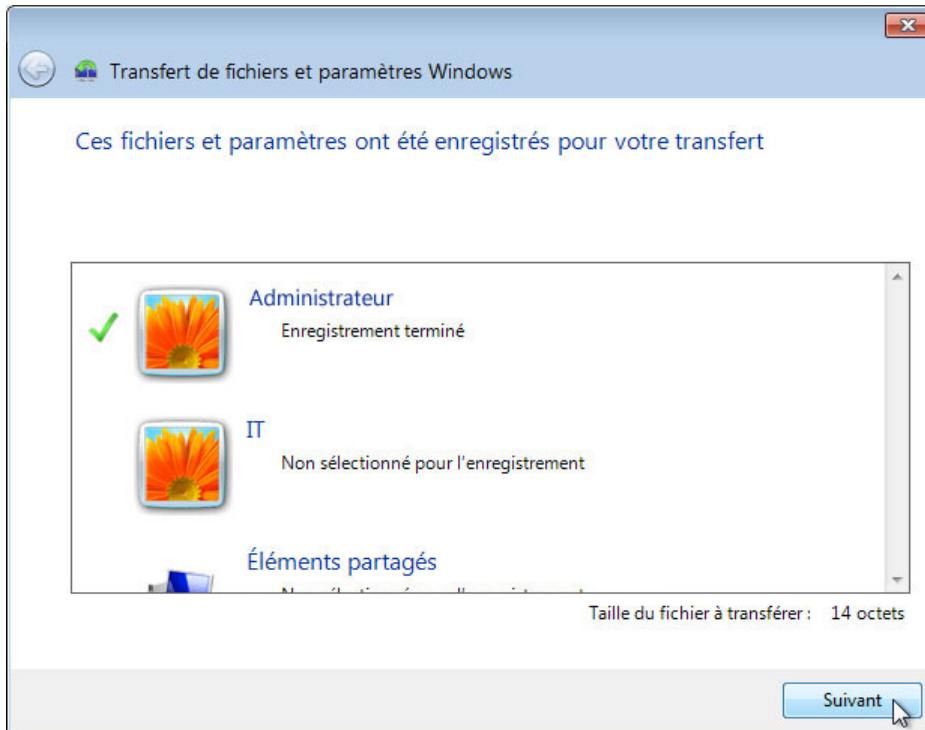 Transfert de fichiers et paramètres Windows
Ces fichiers et paramètres ont été enregistrés pour votre transfert
Administrateur
Enregistrement terminé
IT
Non sélectionné pour l'enregistrement
Éléments partagés
Taille du fichier à transférer : 14 octets
Suivant